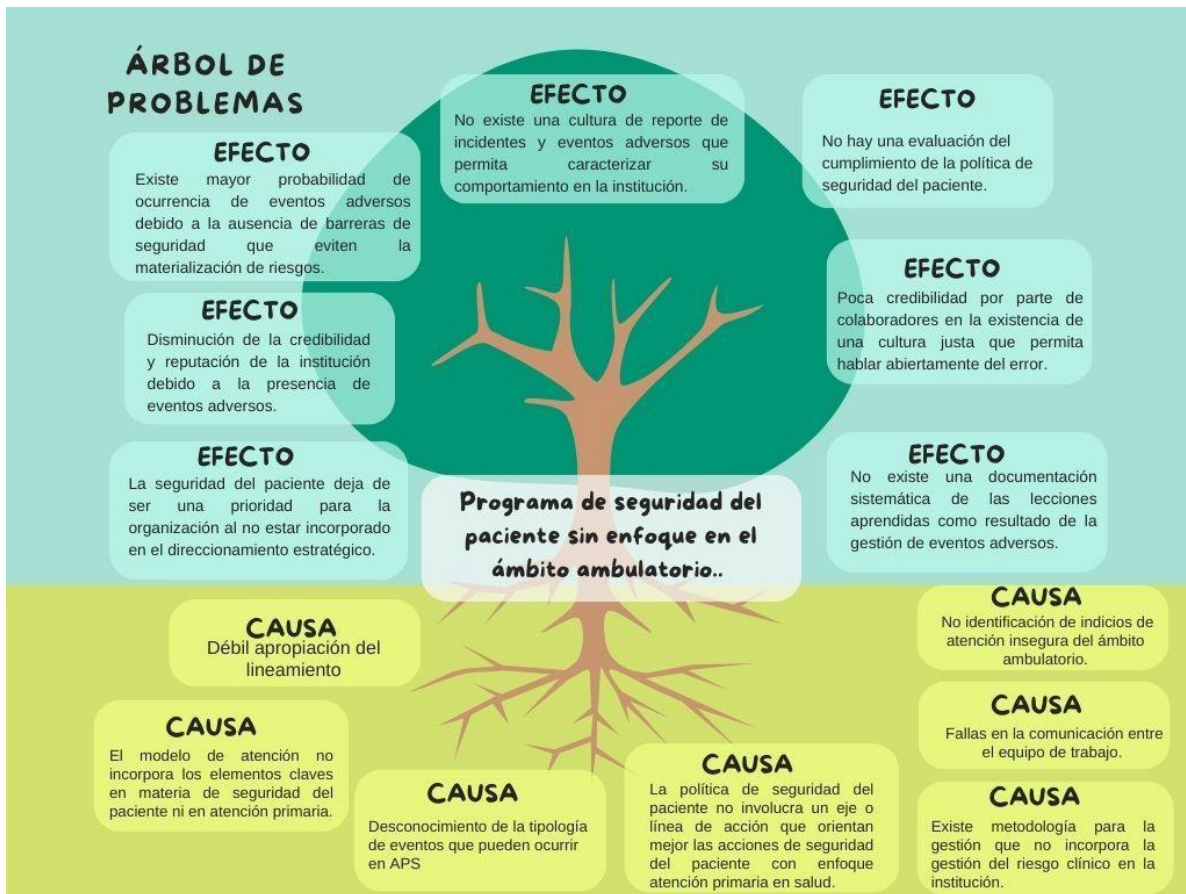 ÁRBOL DE
PROBLEMAS
EFECTO
Existe mayor probabilidad de
ocurrencia de eventos adversos
debido a la ausencia de barreras de
seguridad que eviten la
materialización de riesgos.
EFECTO
No existe una cultura de reporte de
incidentes y eventos adversos que
permita caracterizar su
comportamiento en la institución.
EFECTO
No hay una evaluación del
cumplimiento de la política de
seguridad del paciente.
EFECTO
Disminución de la credibilidad
y reputación de la institución
debido a la presencia de
eventos adversos.
EFECTO
Poca credibilidad por parte de
colaboradores en la existencia de
una cultura justa que permita
hablar abiertamente del error.
EFECTO
La seguridad del paciente deja de
ser una prioridad para la
organización al no estar incorporado
en el direccionamiento estratégico.
EFECTO
No existe una documentación
sistemática de las lecciones
aprendidas como resultado de la
gestión de eventos adversos.
Programa de seguridad del
paciente sin enfoque en el
ámbito ambulatorio..
CAUSA
Débil apropiación del
lineamiento
CAUSA
No identificación de indicios de
atención insegura del ámbito
ambulatorio.
CAUSA
Fallas en la comunicación entre
el equipo de trabajo.
CAUSA
El modelo de atención no
incorpora los elementos claves
en materia de seguridad del
paciente ni en atención primaria.
CAUSA
Desconocimiento de la tipología
de eventos que pueden ocurrir
en APS
CAUSA
La política de seguridad del
paciente no involucra un eje o
línea de acción que orientan
mejor las acciones de seguridad
del paciente con enfoque
atención primaria en salud.
CAUSA
Existe metodología para la
gestión que no incorpora la
gestión del riesgo clínico en la
institución.